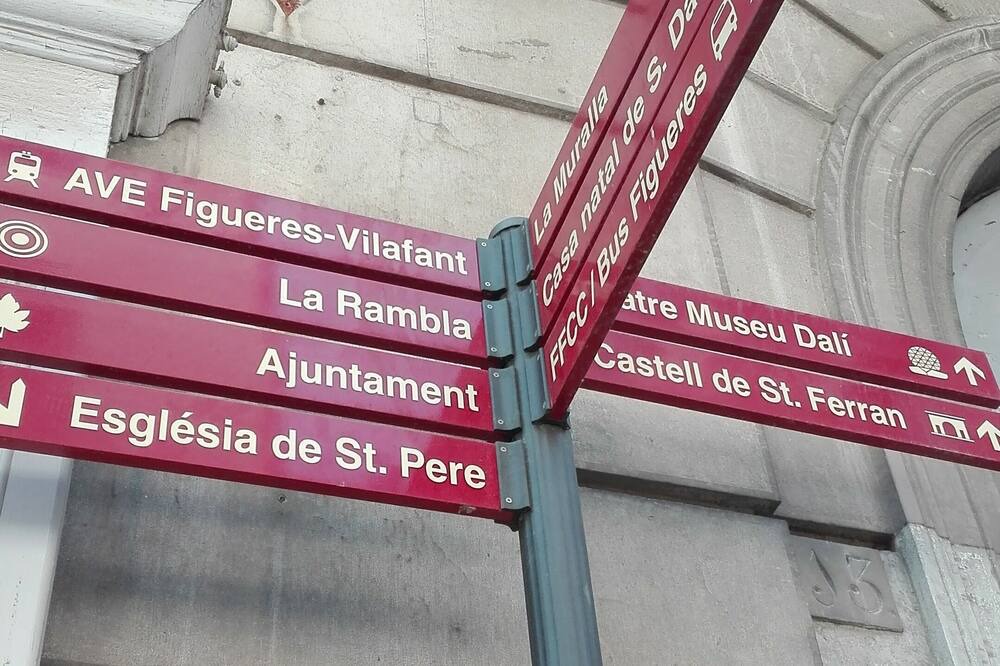 AVE Figueres-Vilafant
La Rambla
Ajuntament
Església de St. Pere
La Muralla
Casa natal de S. Da
FFCC / Bus Figueres
atre Museu Dalí
Castell de St. Ferran
13